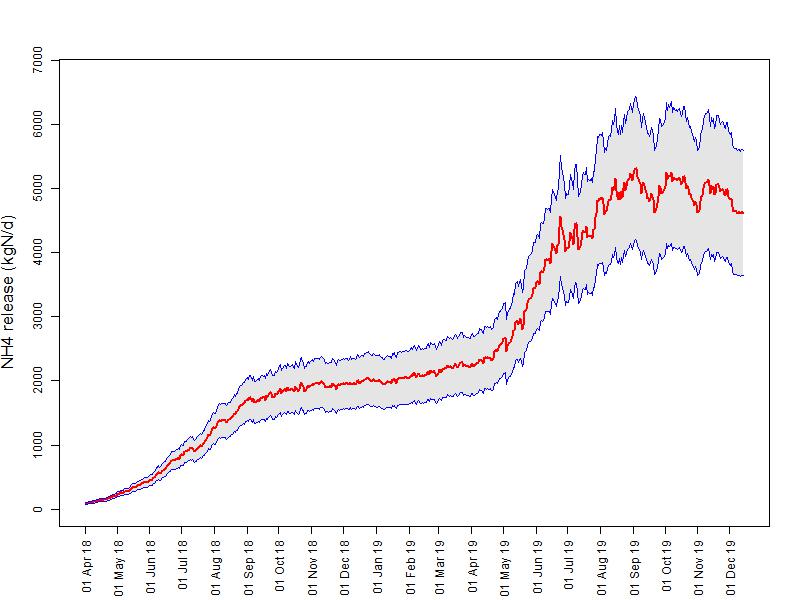 NH4 release (kgN/d)
7000
6000
5000
4000
3000
2000
1000
0
01 Apr 18
01 May 18
01 Jun 18
01 Jul 18
01 Aug 18
01 Sep 18
01 Oct 18
01 Nov 18
01 Dec 18
01 Jan 19
01 Feb 19
01 Mar 19
01 Apr 19
01 May 19
01 Jun 19
01 Jul 19
01 Aug 19
01 Sep 19
01 Oct 19
01 Nov 19
01 Dec 19